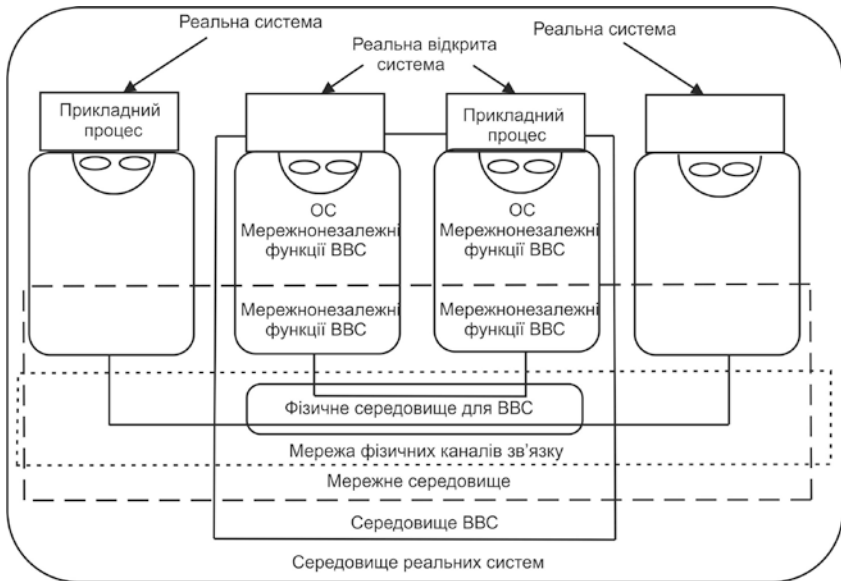 Реальна система
Реальна відкрита
система
Реальна система
Прикладний
процес
Прикладний
процес
ОС
Мережнонезалежні
функції ВВС
ОС
Мережнонезалежні
функції ВВС
Мережнонезалежні
функції ВВС
Мережнонезалежні
функції ВВС
Фізичне середовище для ВВС
Мережа фізичних каналів зв'язку
Мережне середовище
Середовище ВВС
Середовище реальних систем